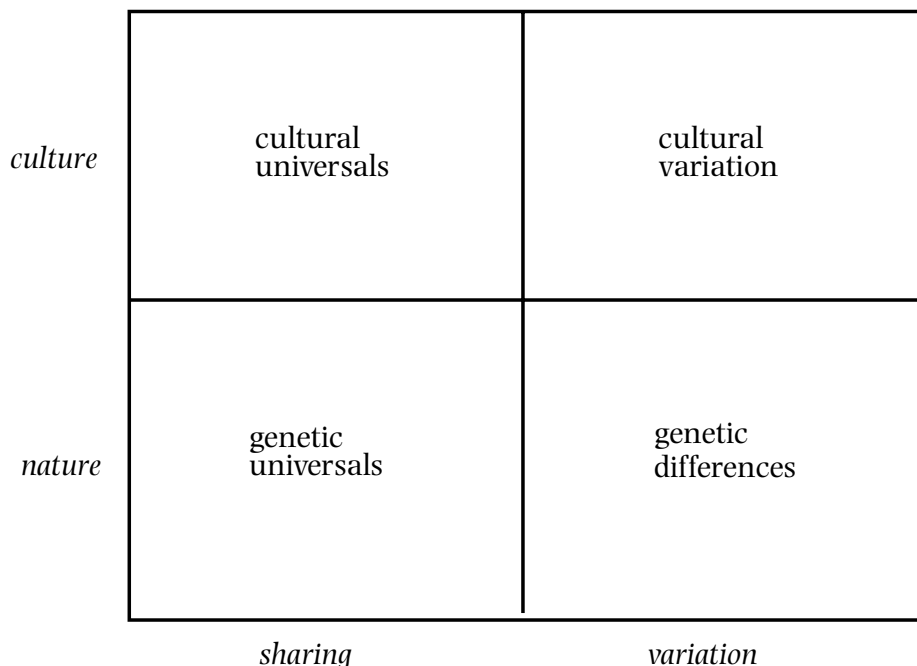 cultural
universals
cultural
variation
culture
genetic
universals
genetic
differences
nature
sharing
variation